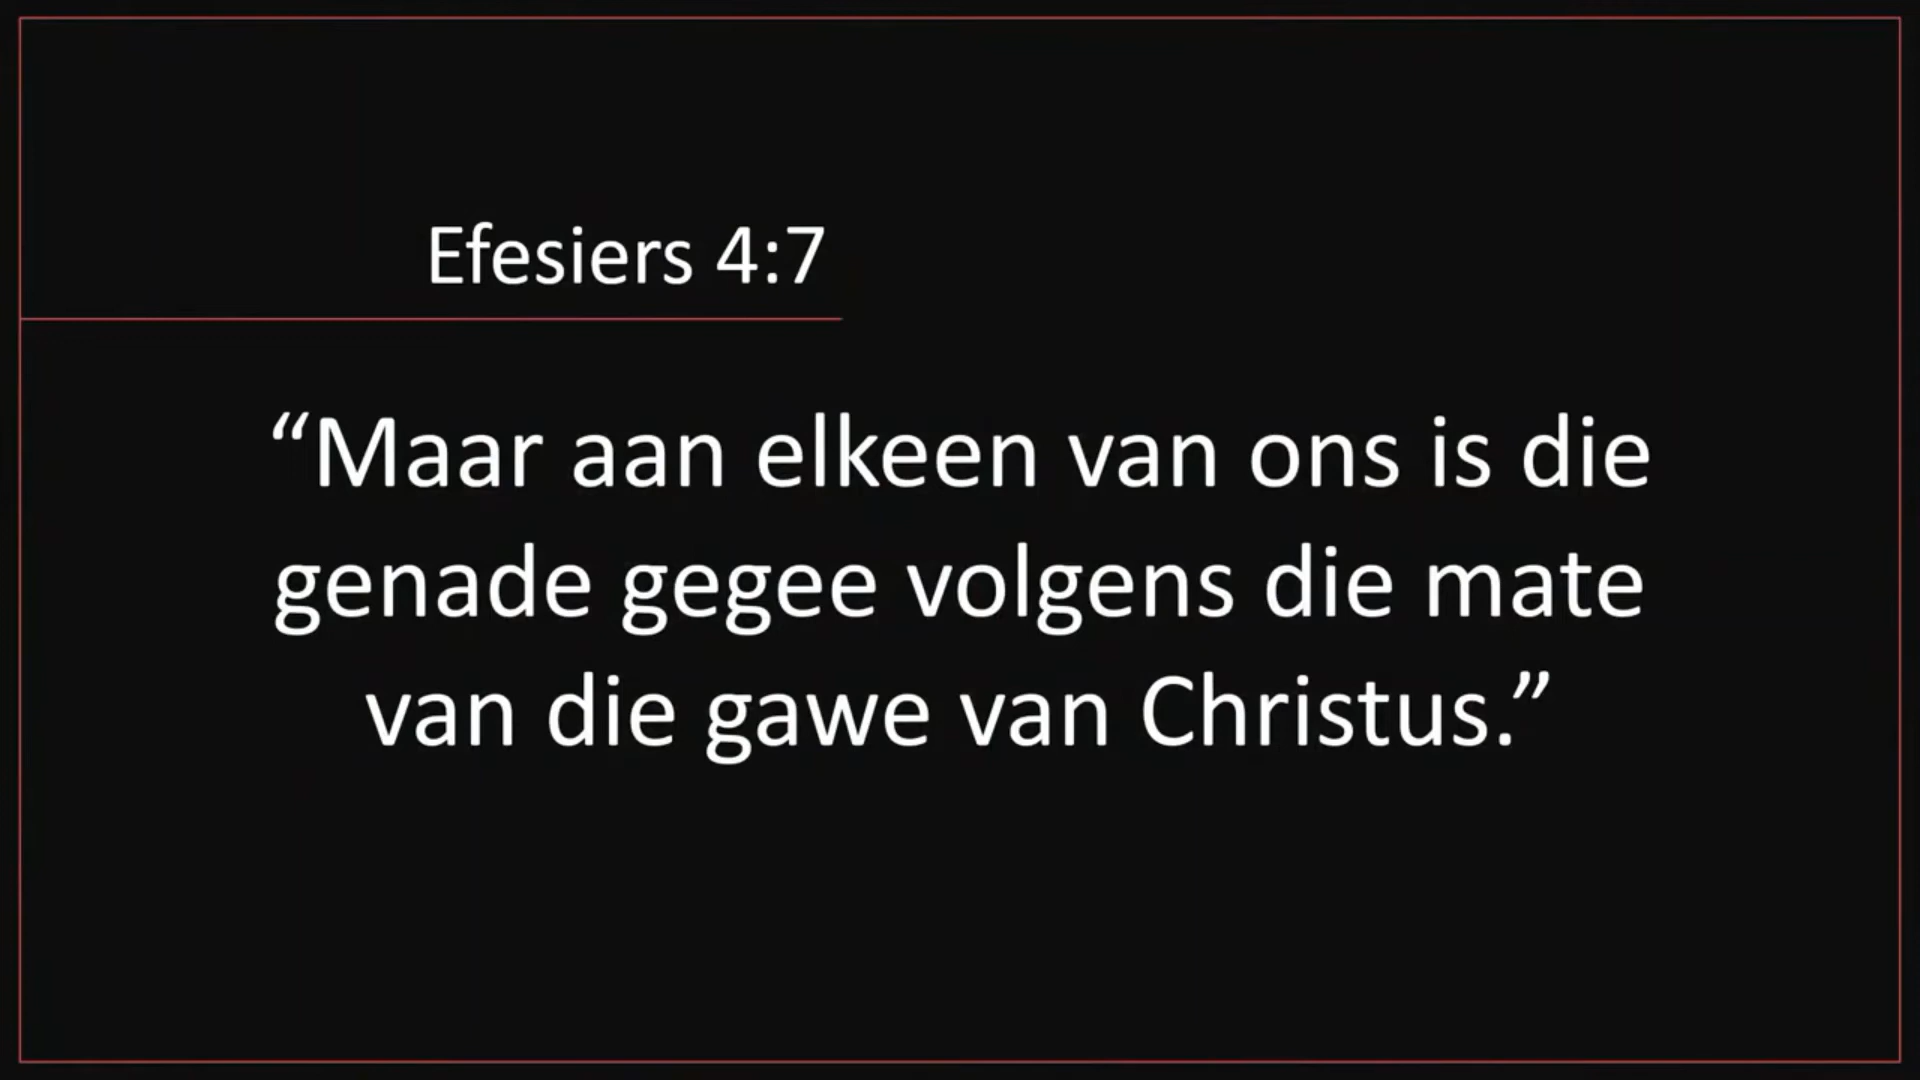 Efesiers 4:7
“Maar aan elkeen van ons is die
genade gegee volgens die mate
van die gawe van Christus.”